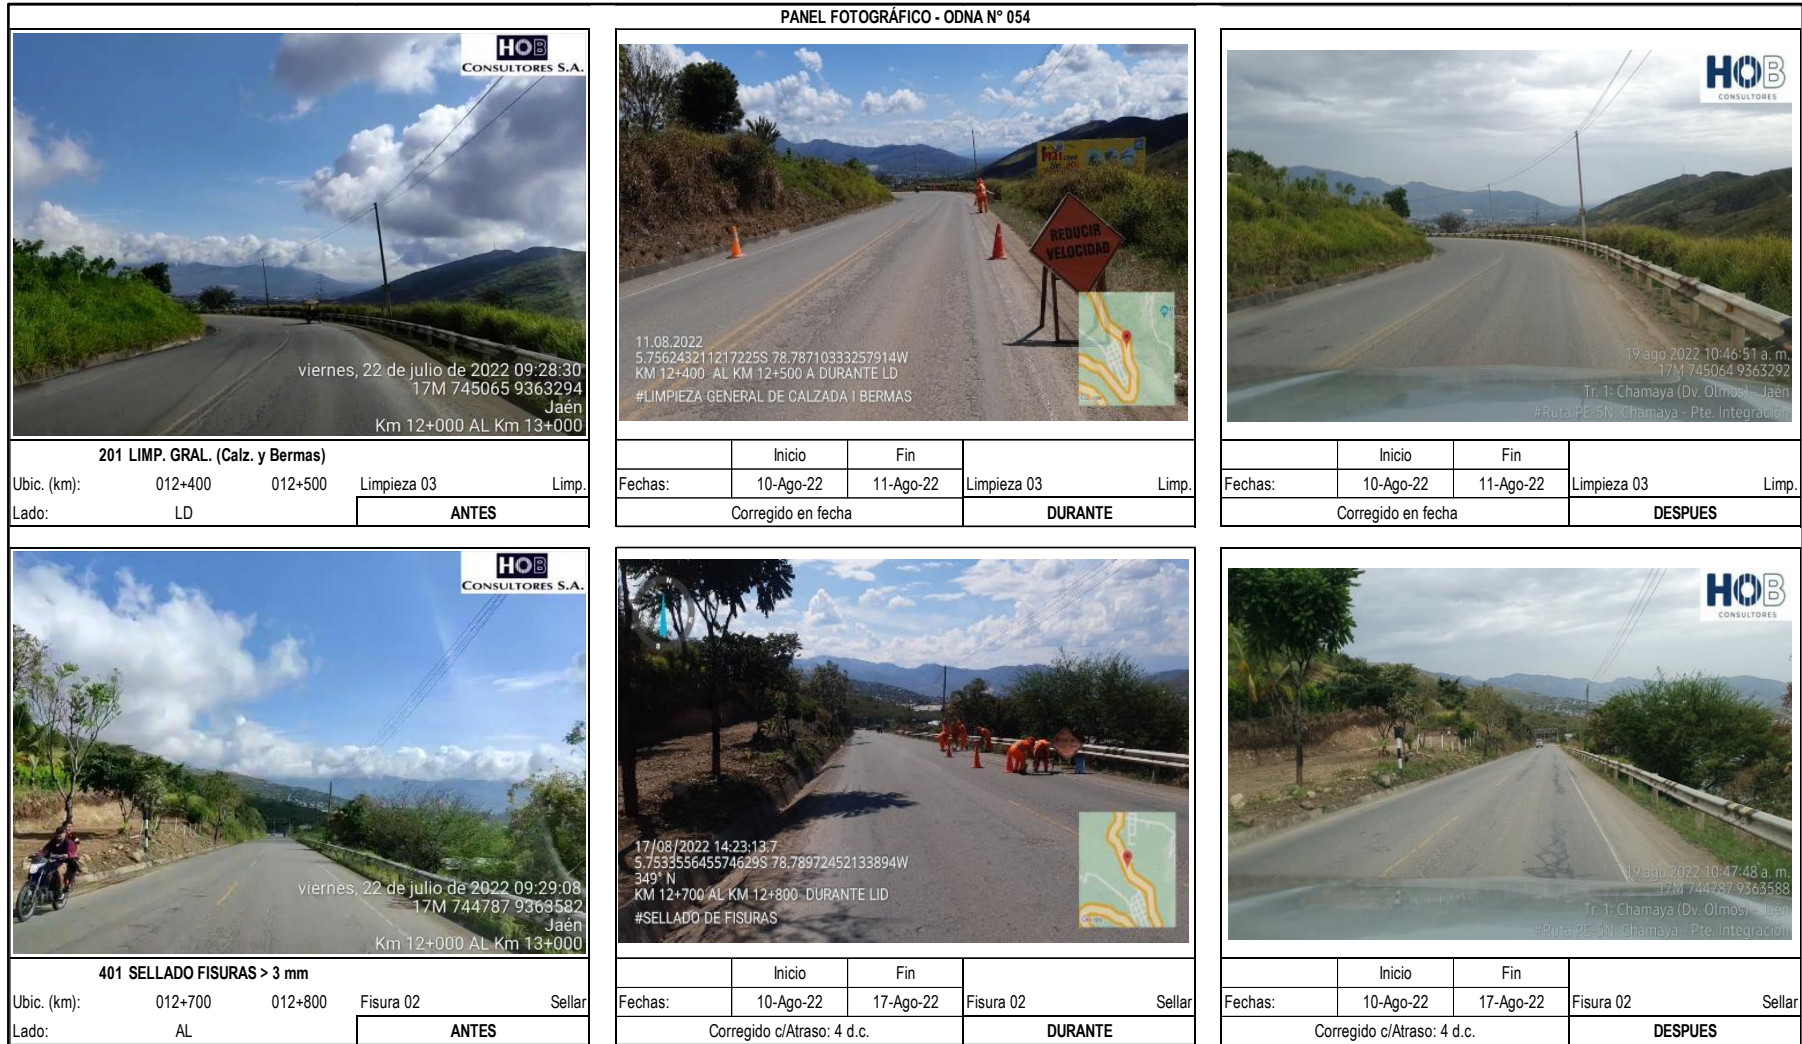 PANEL FOTOGRÁFICO - ODNA N° 054
HOB
CONSULTORES S.A.
viernes, 22 de julio de 2022 09:28:30
17M 745065 9363294
Jaén
Km 12+000 AL Km 13+000
REDUCIR
VELOCIDAD
11.08.2022
5.756243211217225S 78.78710333257914W
KM 12+400 AL KM 12+500 A DURANTE LD
#LIMPIEZA GENERAL DE CALZADA I BERMAS
HOB
CONSULTORES
19 ago 2022 10:46:51 a. m.
17M 745064 9363292
Tr. 1: Chamaya (Dv. Olmos) - Jaén
#Ruta PE-5N: Chamaya - Pte. Integración
201 LIMP. GRAL. (Calz. y Bermas)
Ubic. (km): 012+400 012+500 Limpieza 03 Limp.
Lado: LD ANTES
Inicio Fin
Fechas: 10-Ago-22 11-Ago-22 Limpieza 03 Limp.
Corregido en fecha DURANTE
Inicio Fin
Fechas: 10-Ago-22 11-Ago-22 Limpieza 03 Limp.
Corregido en fecha DESPUES
HOB
CONSULTORES S.A.
viernes, 22 de julio de 2022 09:29:08
17M 744787 9363582
Jaén
Km 12+000 AL Km 13+000
17/08/2022 14:23:13.7
5.753355645574629S 78.78972452133894W
349° N
KM 12+700 AL KM 12+800 DURANTE LID
#SELLADO DE FISURAS
HOB
CONSULTORES
19 ago 2022 10:47:48 a. m.
17M 744787 9363588
Tr. 1: Chamaya (Dv. Olmos) - Jaén
#Ruta PE-5N: Chamaya - Pte. Integración
401 SELLADO FISURAS > 3 mm
Ubic. (km): 012+700 012+800 Fisura 02 Sellar
Lado: AL ANTES
Inicio Fin
Fechas: 10-Ago-22 17-Ago-22 Fisura 02 Sellar
Corregido c/Atraso: 4 d.c. DURANTE
Inicio Fin
Fechas: 10-Ago-22 17-Ago-22 Fisura 02 Sellar
Corregido c/Atraso: 4 d.c. DESPUES